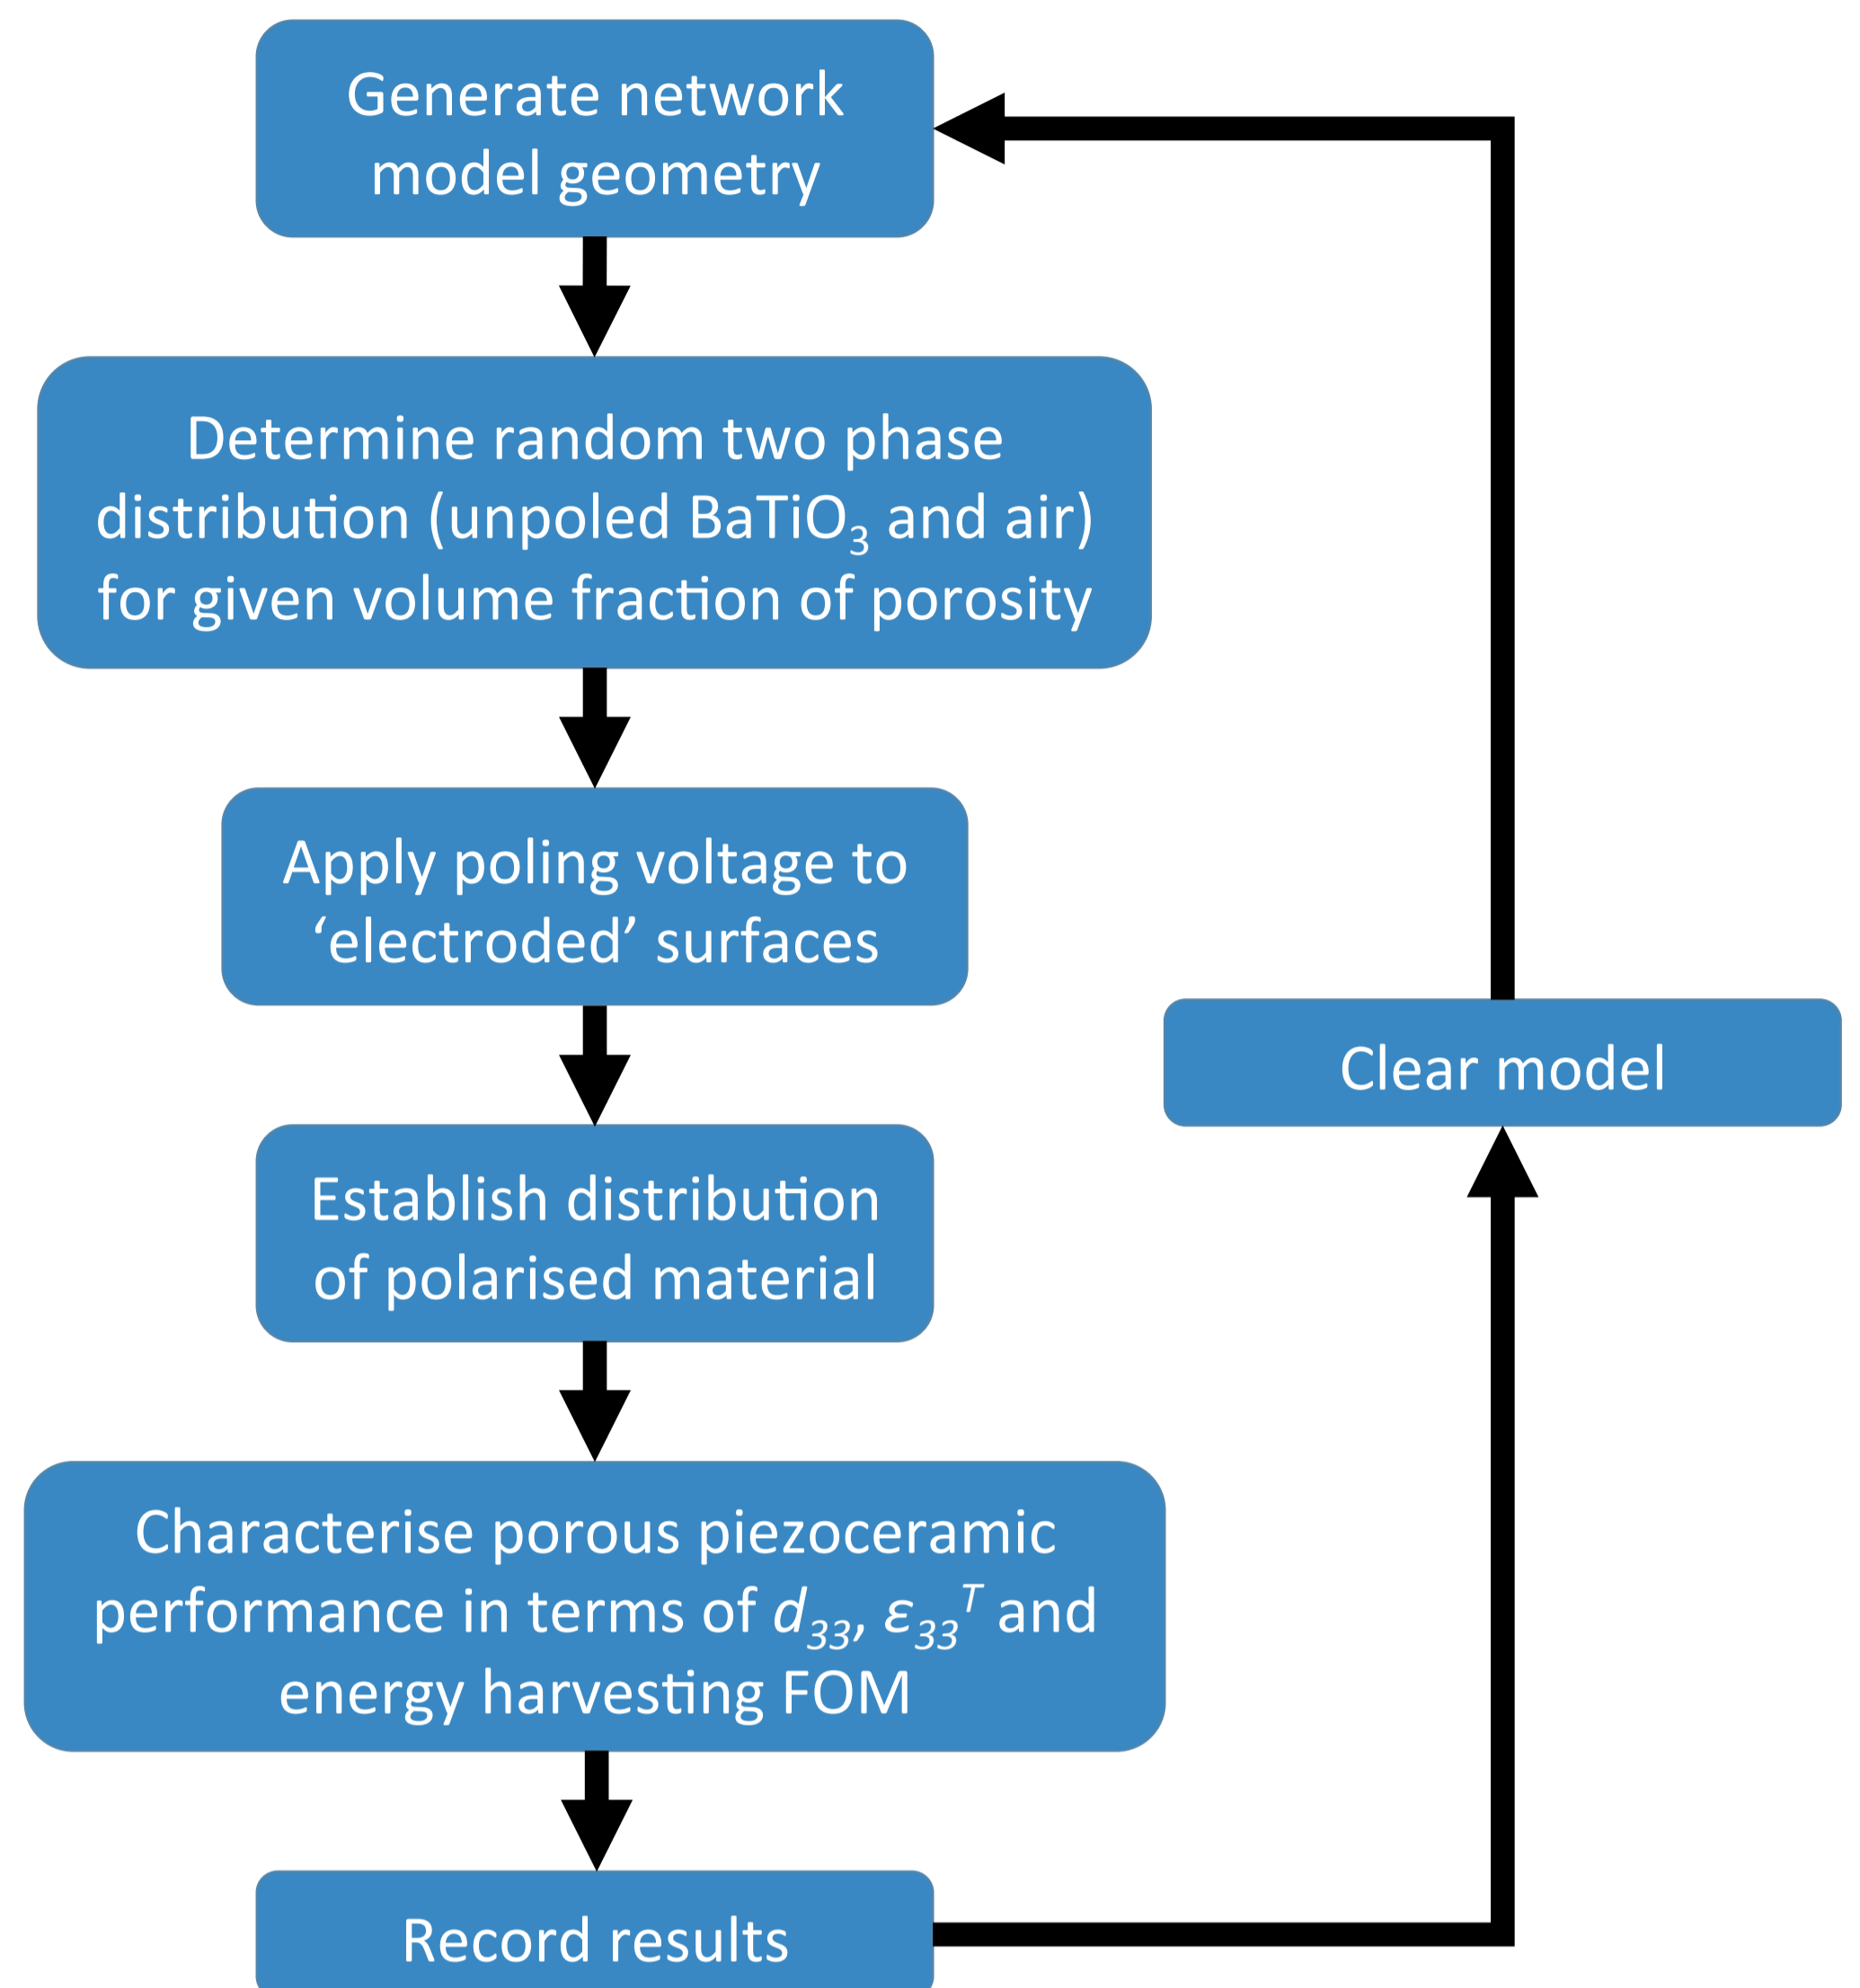 Generate network
model geometry
Determine random two phase
distribution (unpoled BaTiO₃ and air)
for given volume fraction of porosity
Apply poling voltage to
‘electroded’ surfaces
Establish distribution
of polarised material
Clear model
Characterise porous piezoceramic
performance in terms of d₃₃, ε₃₃ᵀ and
energy harvesting FOM
Record results